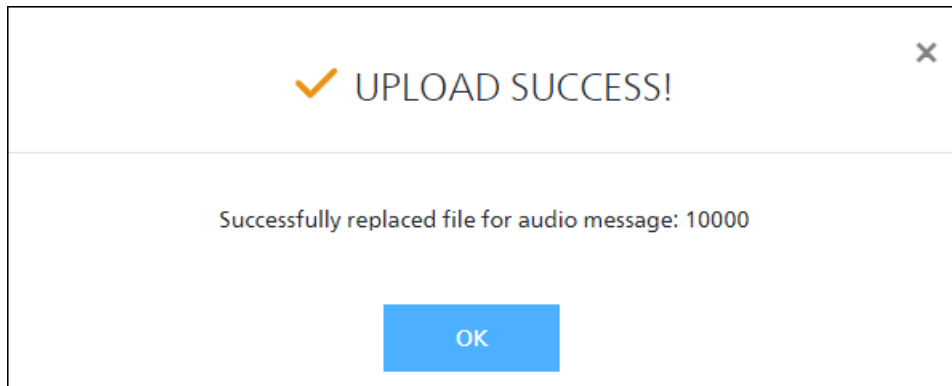 UPLOAD SUCCESS!
Successfully replaced file for audio message: 10000
OK